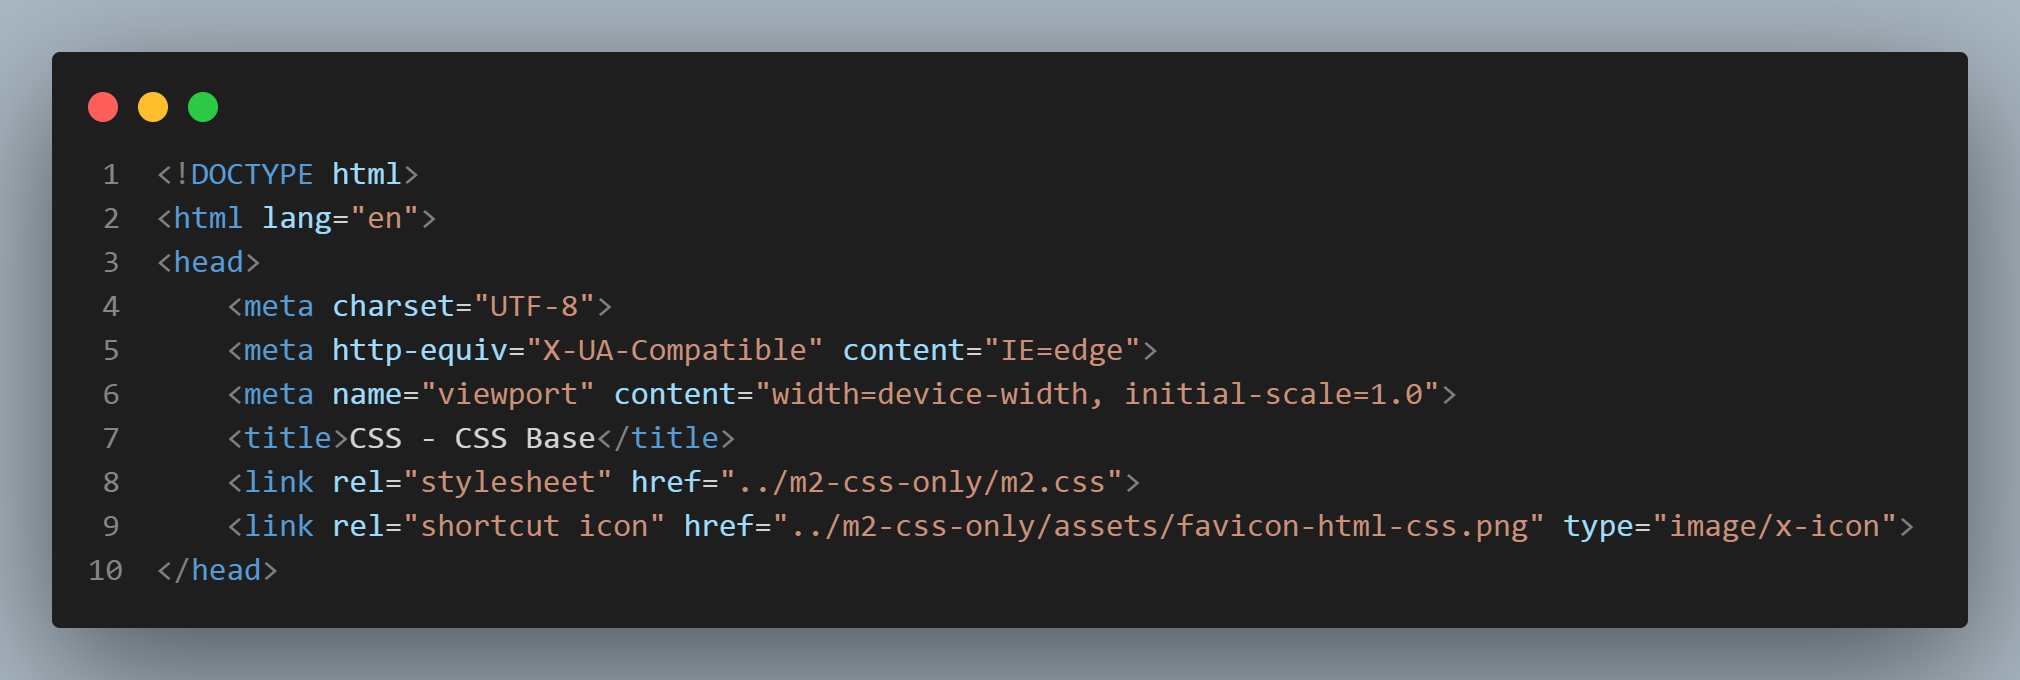 1 <!DOCTYPE html>
2 <html lang="en">
3 <head>
4     <meta charset="UTF-8">
5     <meta http-equiv="X-UA-Compatible" content="IE=edge">
6     <meta name="viewport" content="width=device-width, initial-scale=1.0">
7     <title>CSS - CSS Base</title>
8     <link rel="stylesheet" href="../m2-css-only/m2.css">
9     <link rel="shortcut icon" href="../m2-css-only/assets/favicon-html-css.png" type="image/x-icon">
10 </head>